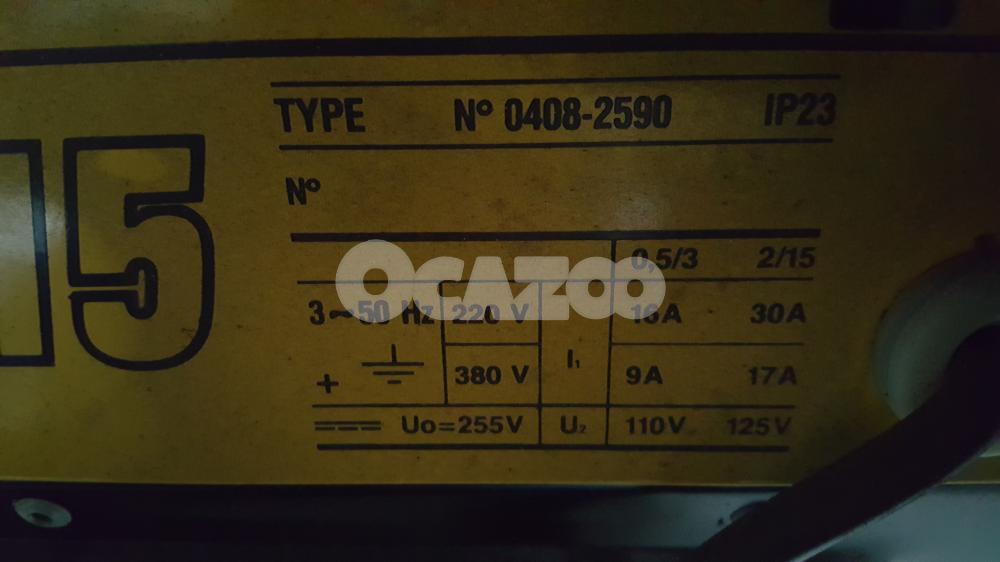 TYPE N° 0408-2590 IP23
15
N°
OCAZOO
0,5/3 2/15
3~50 Hz 220 V 16A 30A
+ I₁
380 V 9A 17A
Uo=255V U₂ 110V 125V